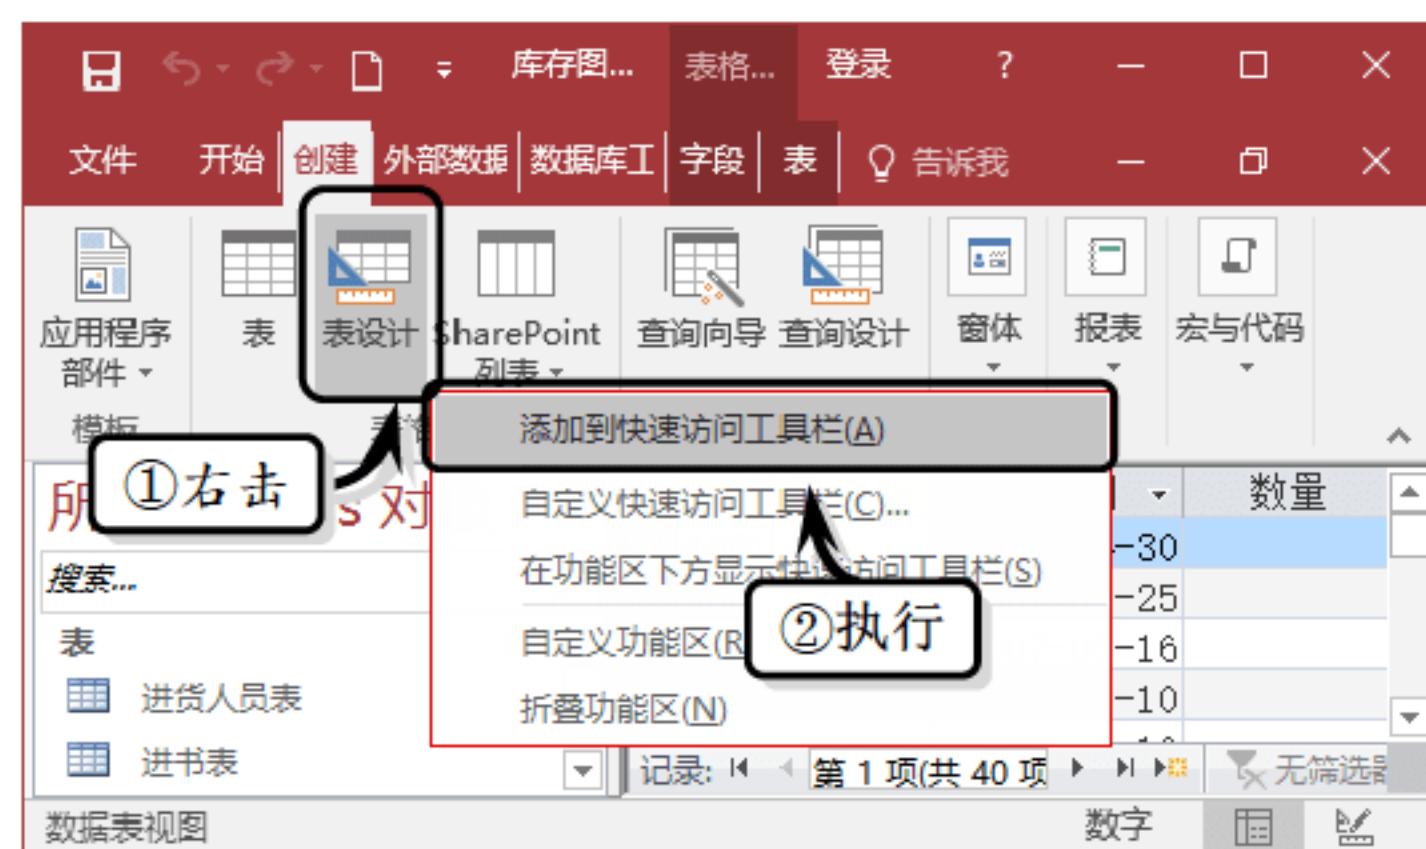 库存图... 表格... 登录 ?
文件 开始 创建 外部数据 数据库工 字段 表 告诉我
应用程序部件 表 表设计 SharePoint 列表 查询向导 查询设计 窗体 报表 宏与代码
模板
添加到快速访问工具栏(A)
①右击
自定义快速访问工具栏(C)...
在功能区下方显示快速访问工具栏(S)
②执行
自定义功能区(R
折叠功能区(N)
所 s 对
搜索...
表
进货人员表
进书表
数量
-30
-25
-16
-10
记录: 第 1 项(共 40 项 无筛选器
数据表视图 数字